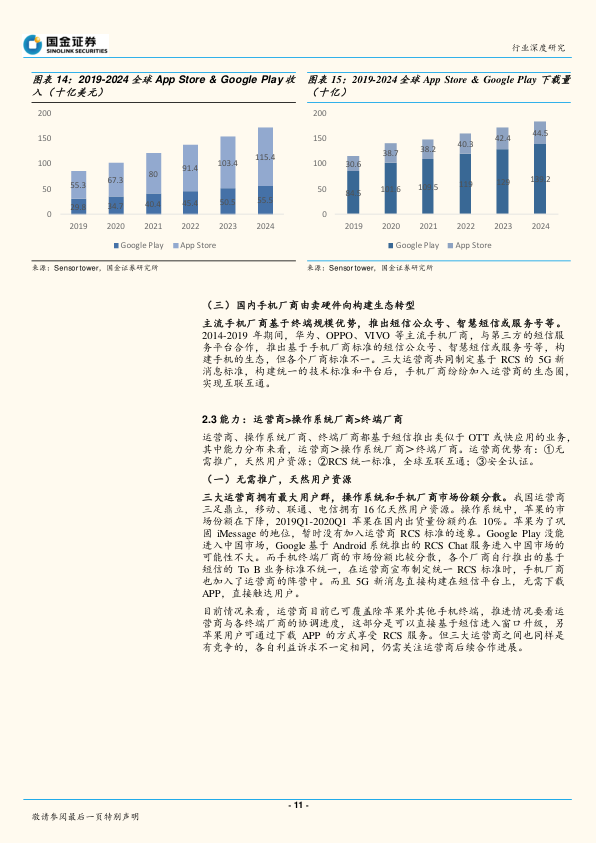 国金证券
SINOLINK SECURITIES
行业深度研究
图表 14：2019-2024 全球 App Store & Google Play 收
入（十亿美元）
200
150
100
50
0
55.3
67.3
80
91.4
103.4
115.4
2019 2020 2021 2022 2023 2024
Google Play App Store
来源：Sensortower，国金证券研究所
图表 15：2019-2024 全球 App Store & Google Play 下载量
（十亿）
200
150
100
50
0
30.6
38.7
38.2
40.3
42.4
44.5
2019 2020 2021 2022 2023 2024
Google Play App Store
来源：Sensortower，国金证券研究所
（三）国内手机厂商由卖硬件向构建生态转型
主流手机厂商基于终端规模优势，推出短信公众号、智慧短信或服务号等。
2014-2019 年期间，华为、OPPO、VIVO 等主流手机厂商，与第三方的短信服
务平台合作，推出基于手机厂商标准的短信公众号、智慧短信或服务号等，构
建手机的生态，但各个厂商标准不一。三大运营商共同制定基于 RCS 的 5G 新
消息标准，构建统一的技术标准和平台后，手机厂商纷纷加入运营商的生态圈，
实现互联互通。
2.3 能力：运营商>操作系统厂商>终端厂商
运营商、操作系统厂商、终端厂商都基于短信推出类似于 OTT 或快应用的业务，
其中能力分布来看，运营商＞操作系统厂商＞终端厂商。运营商优势有：①无
需推广，天然用户资源；②RCS 统一标准，全球互联互通；③安全认证。
（一）无需推广，天然用户资源
三大运营商拥有最大用户群，操作系统和手机厂商市场份额分散。我国运营商
三足鼎立，移动、联通、电信拥有 16 亿天然用户资源。操作系统中，苹果的市
场份额在下降，2019Q1-2020Q1 苹果在国内出货量份额约在 10%。苹果为了巩
固 iMessage 的地位，暂时没有加入运营商 RCS 标准的迹象。Google Play 没能
进入中国市场，Google 基于 Android 系统推出的 RCS Chat 服务进入中国市场的
可能性不大。而手机终端厂商的市场份额比较分散，各个厂商自行推出的基于
短信的 To B 业务标准不统一，在运营商宣布制定统一 RCS 标准时，手机厂商
也加入了运营商的阵营中。而且 5G 新消息直接构建在短信平台上，无需下载
APP，直接触达用户。
目前情况来看，运营商目前已可覆盖除苹果外其他手机终端，推进情况要看运
营商与各终端厂商的协调进度，这部分是可以直接基于短信进入窗口升级，另
苹果用户可通过下载 APP 的方式享受 RCS 服务。但三大运营商之间也同样是
有竞争的，各自利益诉求不一定相同，仍需关注运营商后续合作进展。
- 11 -
敬请参阅最后一页特别声明